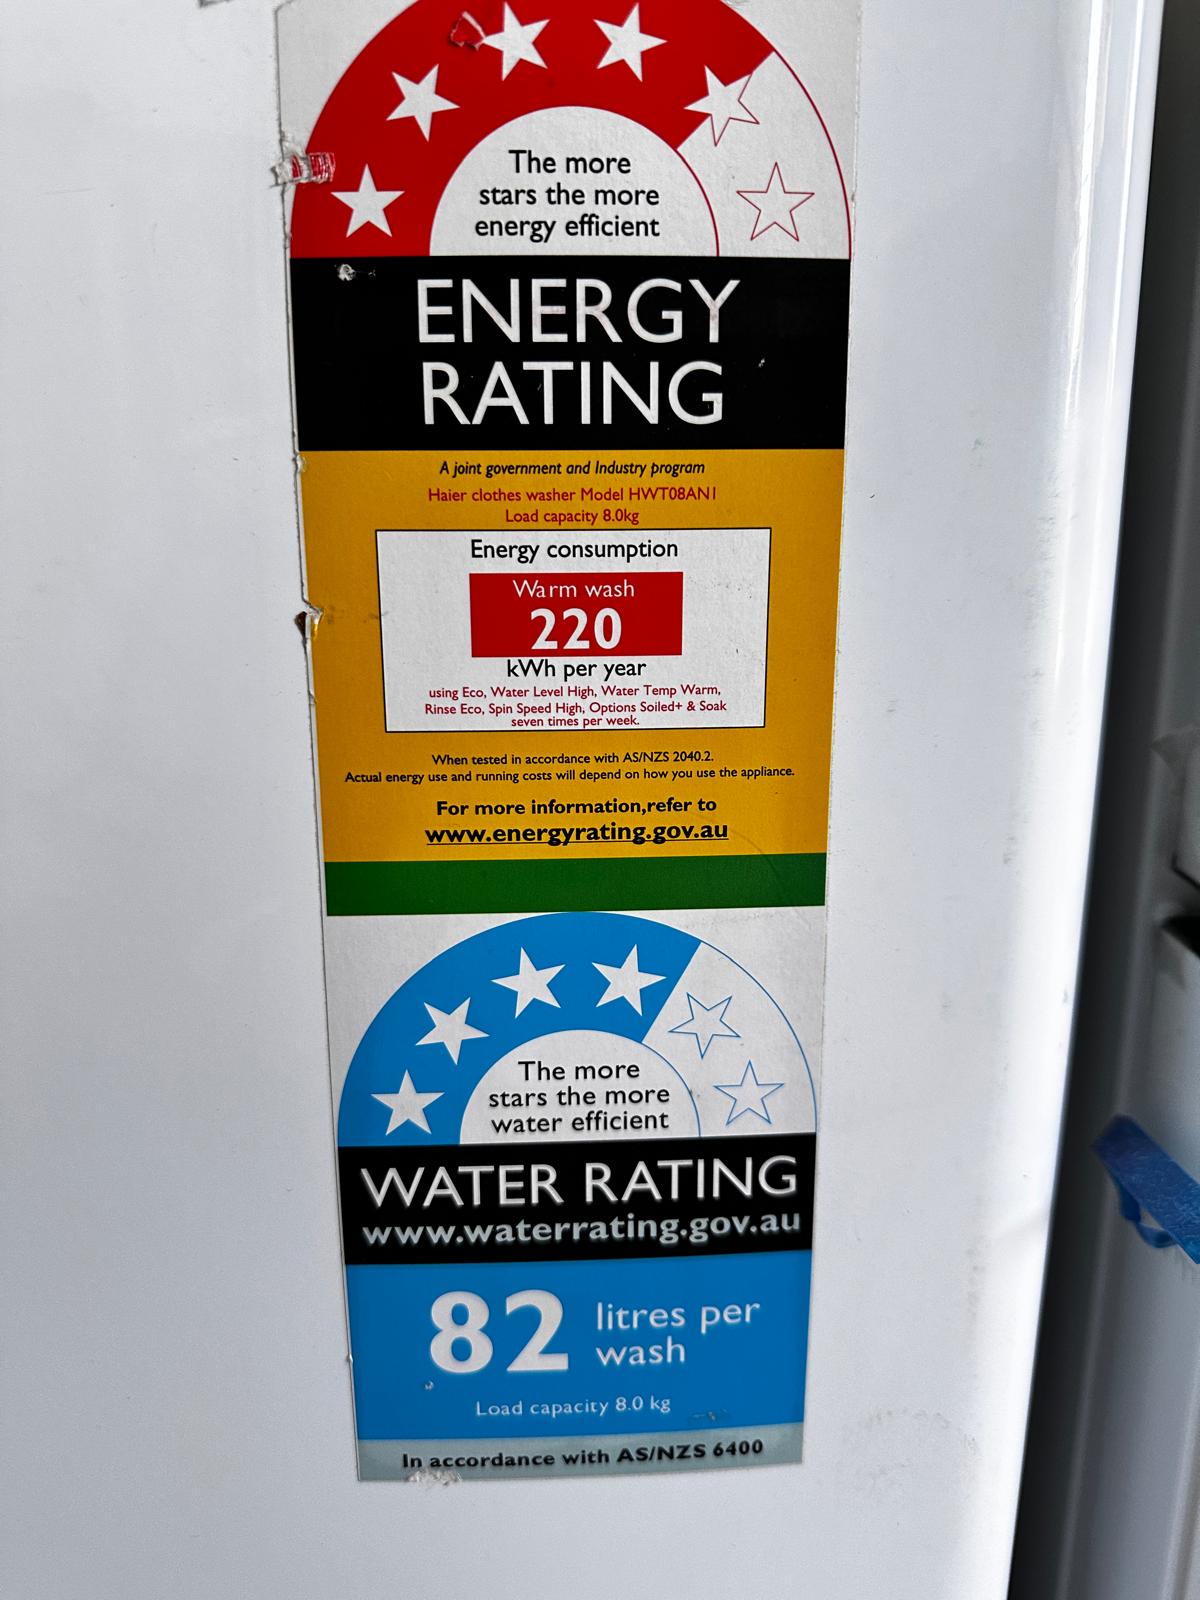 The more
stars the more
energy efficient
ENERGY
RATING
A joint government and Industry program
Haier clothes washer Model HWT08AN1
Load capacity 8.0kg
Energy consumption
Warm wash
220
kWh per year
using Eco, Water Level High, Water Temp Warm,
Rinse Eco, Spin Speed High, Options Soiled+ & Soak
seven times per week.
When tested in accordance with AS/NZS 2040.2.
Actual energy use and running costs will depend on how you use the appliance.
For more information,refer to
www.energyrating.gov.au
The more
stars the more
water efficient
WATER RATING
www.waterrating.gov.au
82 litres per
wash
Load capacity 8.0 kg
In accordance with AS/NZS 6400